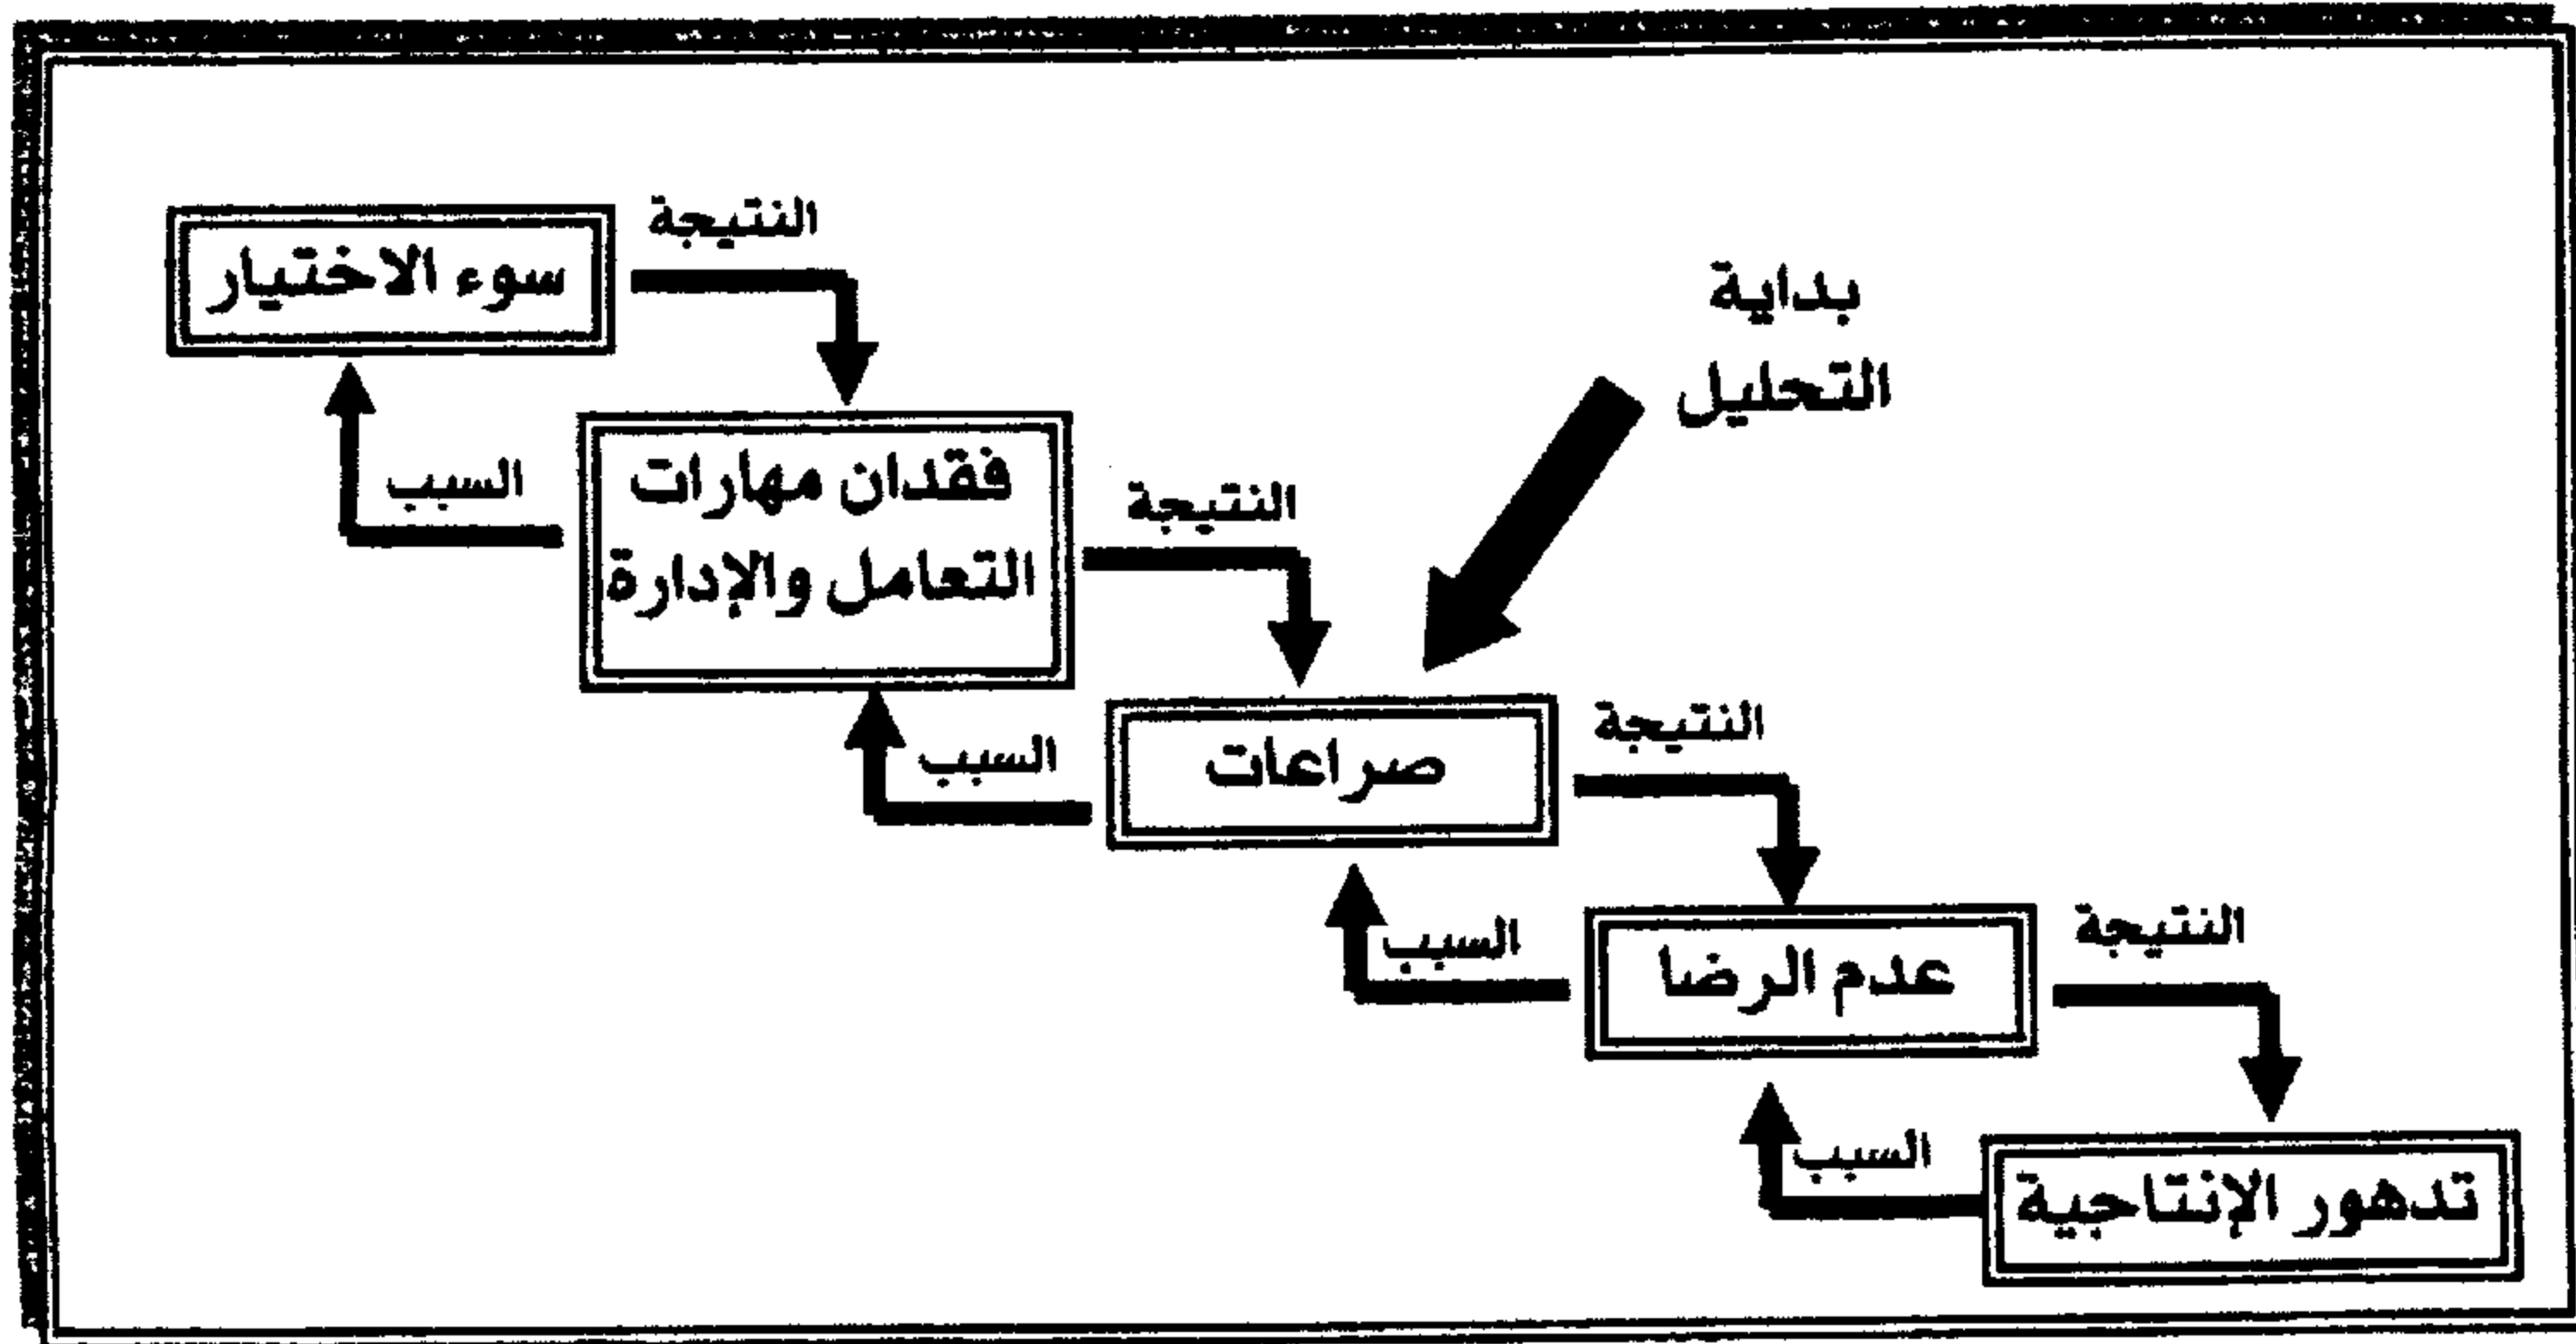 سوء الاختيار
النتيجة
بداية
التحليل
السبب
فقدان مهارات
التعامل والإدارة
النتيجة
السبب
صراعات
النتيجة
السبب
عدم الرضا
النتيجة
السبب
تدهور الإنتاجية